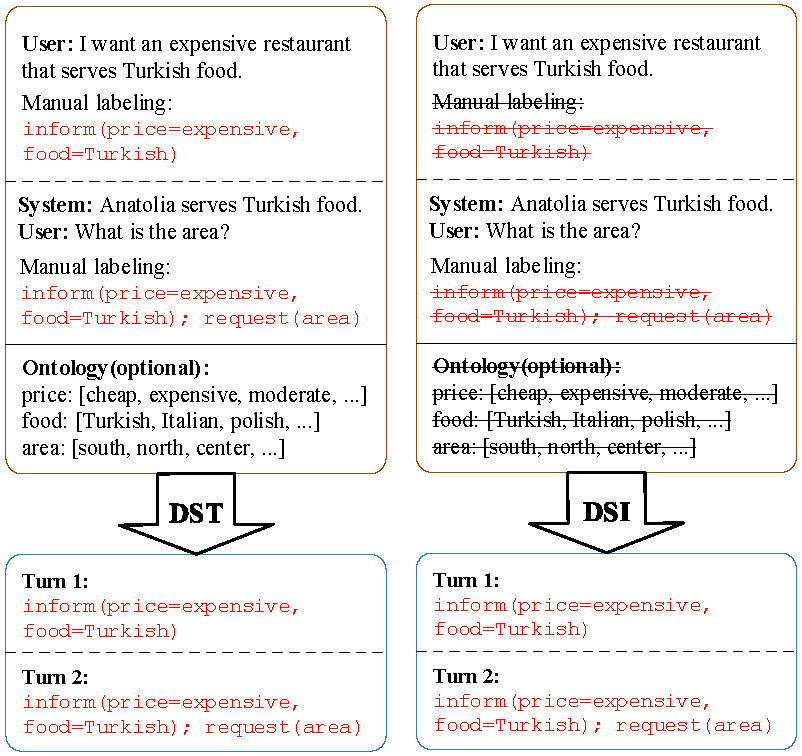 User: I want an expensive restaurant
that serves Turkish food.
Manual labeling:
inform(price=expensive,
food=Turkish)
System: Anatolia serves Turkish food.
User: What is the area?
Manual labeling:
inform(price=expensive,
food=Turkish); request(area)
Ontology(optional):
price: [cheap, expensive, moderate, ...]
food: [Turkish, Italian, polish, ...]
area: [south, north, center, ...]
DST
Turn 1:
inform(price=expensive,
food=Turkish)
Turn 2:
inform(price=expensive,
food=Turkish); request(area)
User: I want an expensive restaurant
that serves Turkish food.
Manual labeling:
inform(price=expensive,
food=Turkish)
System: Anatolia serves Turkish food.
User: What is the area?
Manual labeling:
inform(price=expensive,
food=Turkish); request(area)
Ontology(optional):
price: [cheap, expensive, moderate, ...]
food: [Turkish, Italian, polish, ...]
area: [south, north, center, ...]
DSI
Turn 1:
inform(price=expensive,
food=Turkish)
Turn 2:
inform(price=expensive,
food=Turkish); request(area)